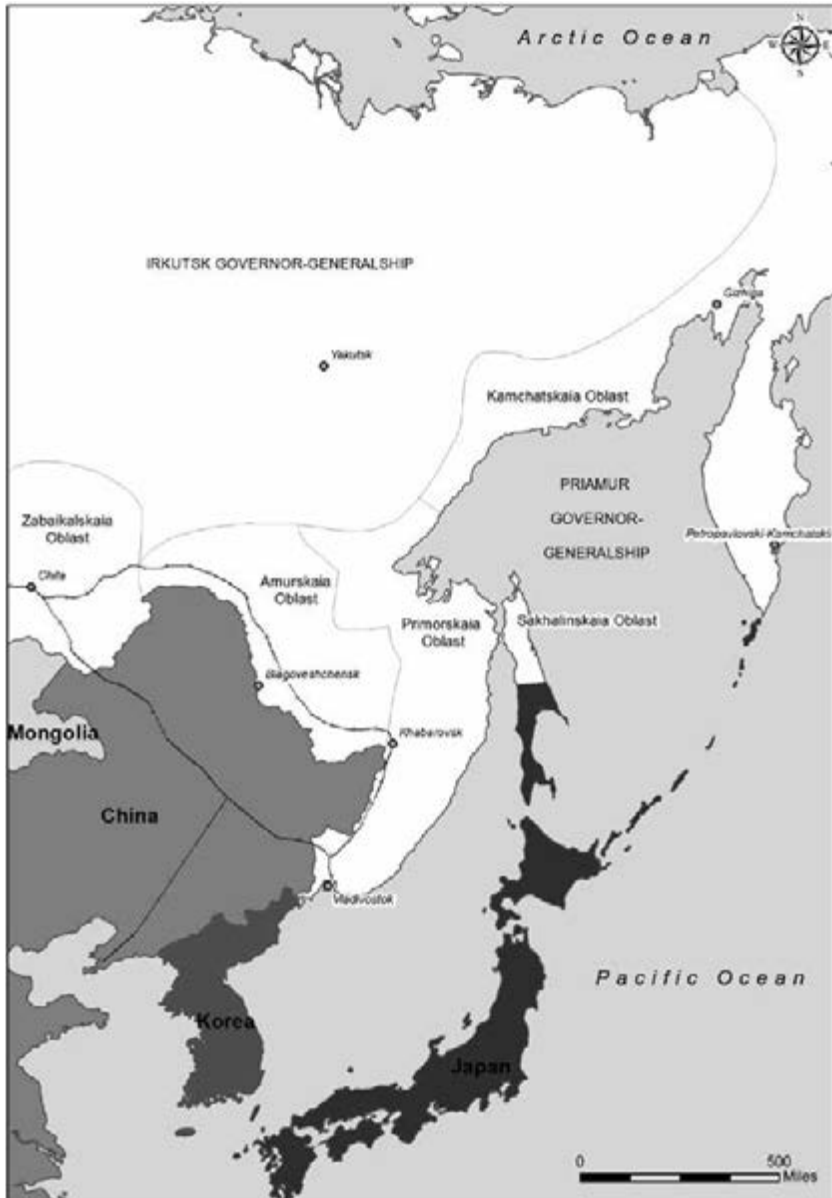 Arctic Ocean
N
W
E
S
IRKUTSK GOVERNOR-GENERALSHIP
Gizhiga
Yakutsk
Kamchatskaia Oblast
PRIAMUR
GOVERNOR-
GENERALSHIP
Zabaikalskaia
Oblast
Petropavlovski-Kamchatski
Chita
Amurskaia
Oblast
Primorskaia
Oblast
Sakhalinskaia Oblast
Blagoveshchensk
Mongolia
Khabarovsk
China
Vladivostok
Pacific Ocean
Korea
Japan
0
500
Miles